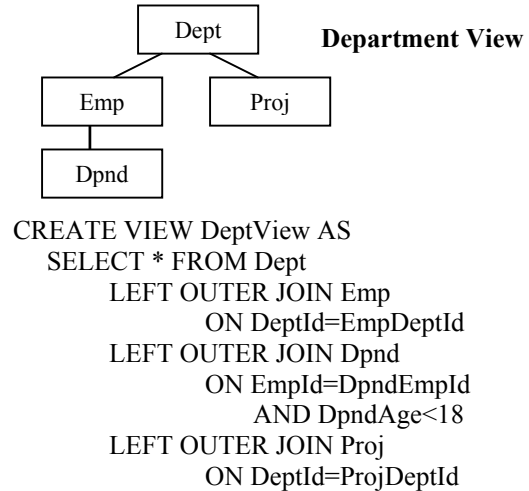 Dept
Department View
Emp
Proj
Dpnd
CREATE VIEW DeptView AS
SELECT * FROM Dept
LEFT OUTER JOIN Emp
ON DeptId=EmpDeptId
LEFT OUTER JOIN Dpnd
ON EmpId=DpndEmpId
AND DpndAge<18
LEFT OUTER JOIN Proj
ON DeptId=ProjDeptId